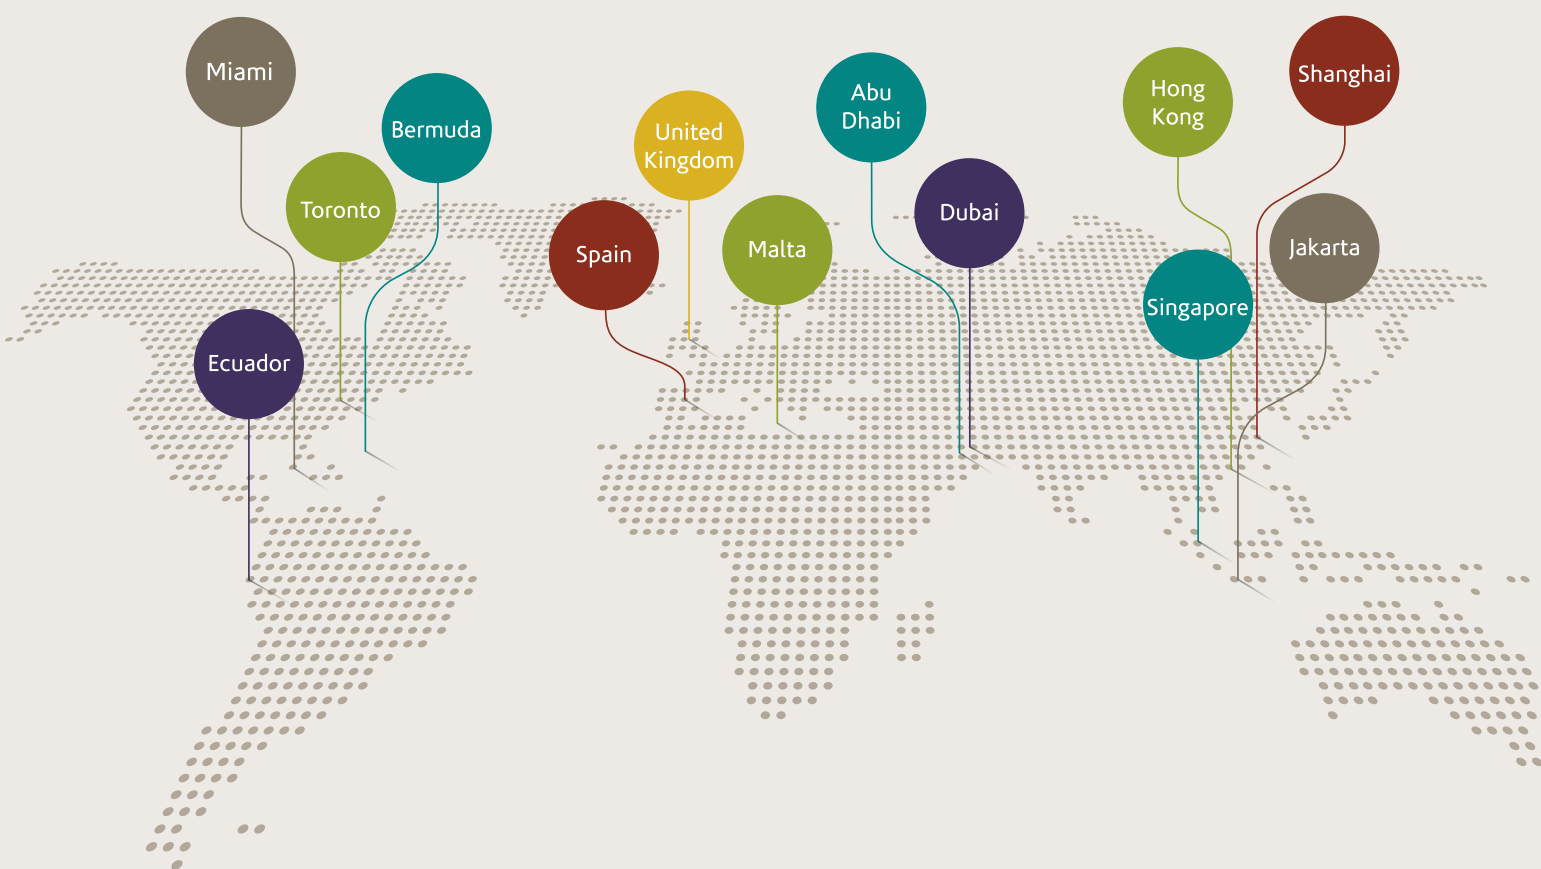 Miami
Shanghai
Hong
Kong
Abu
Dhabi
Bermuda
United
Kingdom
Toronto
Dubai
Jakarta
Malta
Spain
Singapore
Ecuador